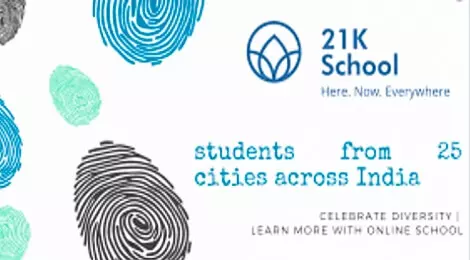 21K
School
Here. Now. Everywhere
students from 25
cities across India
CELEBRATE DIVERSITY |
LEARN MORE WITH ONLINE SCHOOL